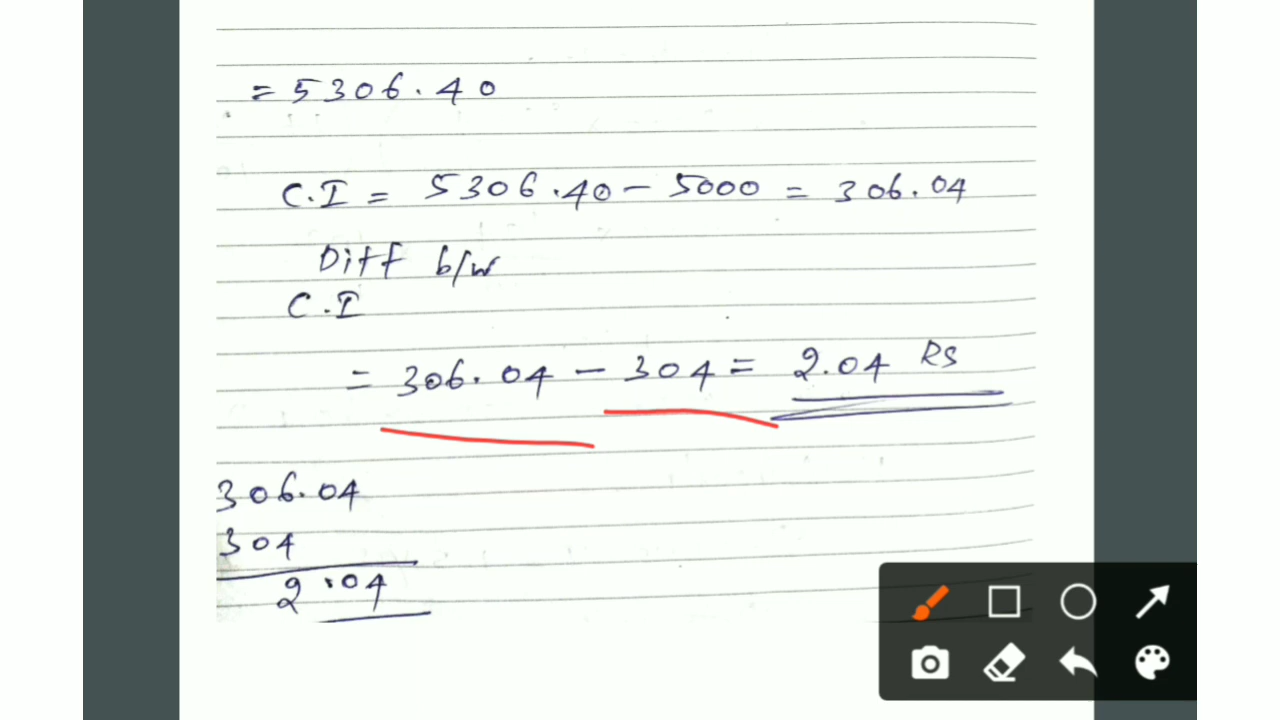 = 5306.40
C.I = 5306.40 - 5000 = 306.04
Diff b/w
C.I
= 306.04 - 304 = 2.04 RS
306.04
304
2.04